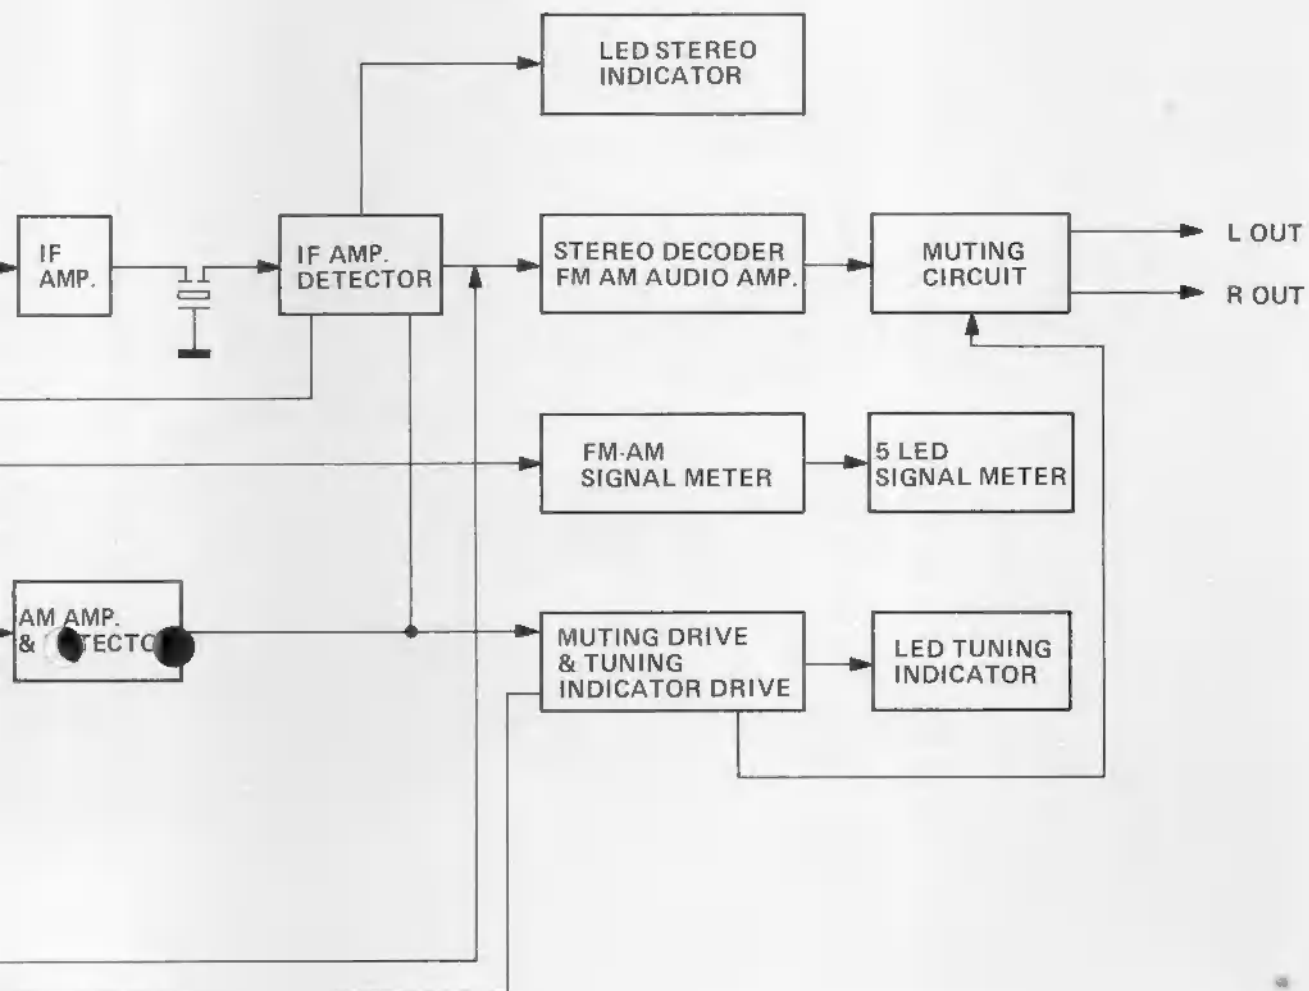 LED STEREO
INDICATOR
IF
AMP.
IF AMP.
DETECTOR
STEREO DECODER
FM AM AUDIO AMP.
MUTING
CIRCUIT
L OUT
R OUT
FM-AM
SIGNAL METER
5 LED
SIGNAL METER
AM AMP.
&
MUTING DRIVE
& TUNING
INDICATOR DRIVE
LED TUNING
INDICATOR